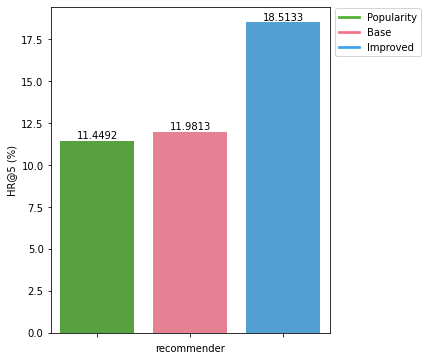 18.5133
11.4492
11.9813
17.5
15.0
12.5
10.0
7.5
5.0
2.5
0.0
HR@5 (%)
recommender
Popularity
Base
Improved